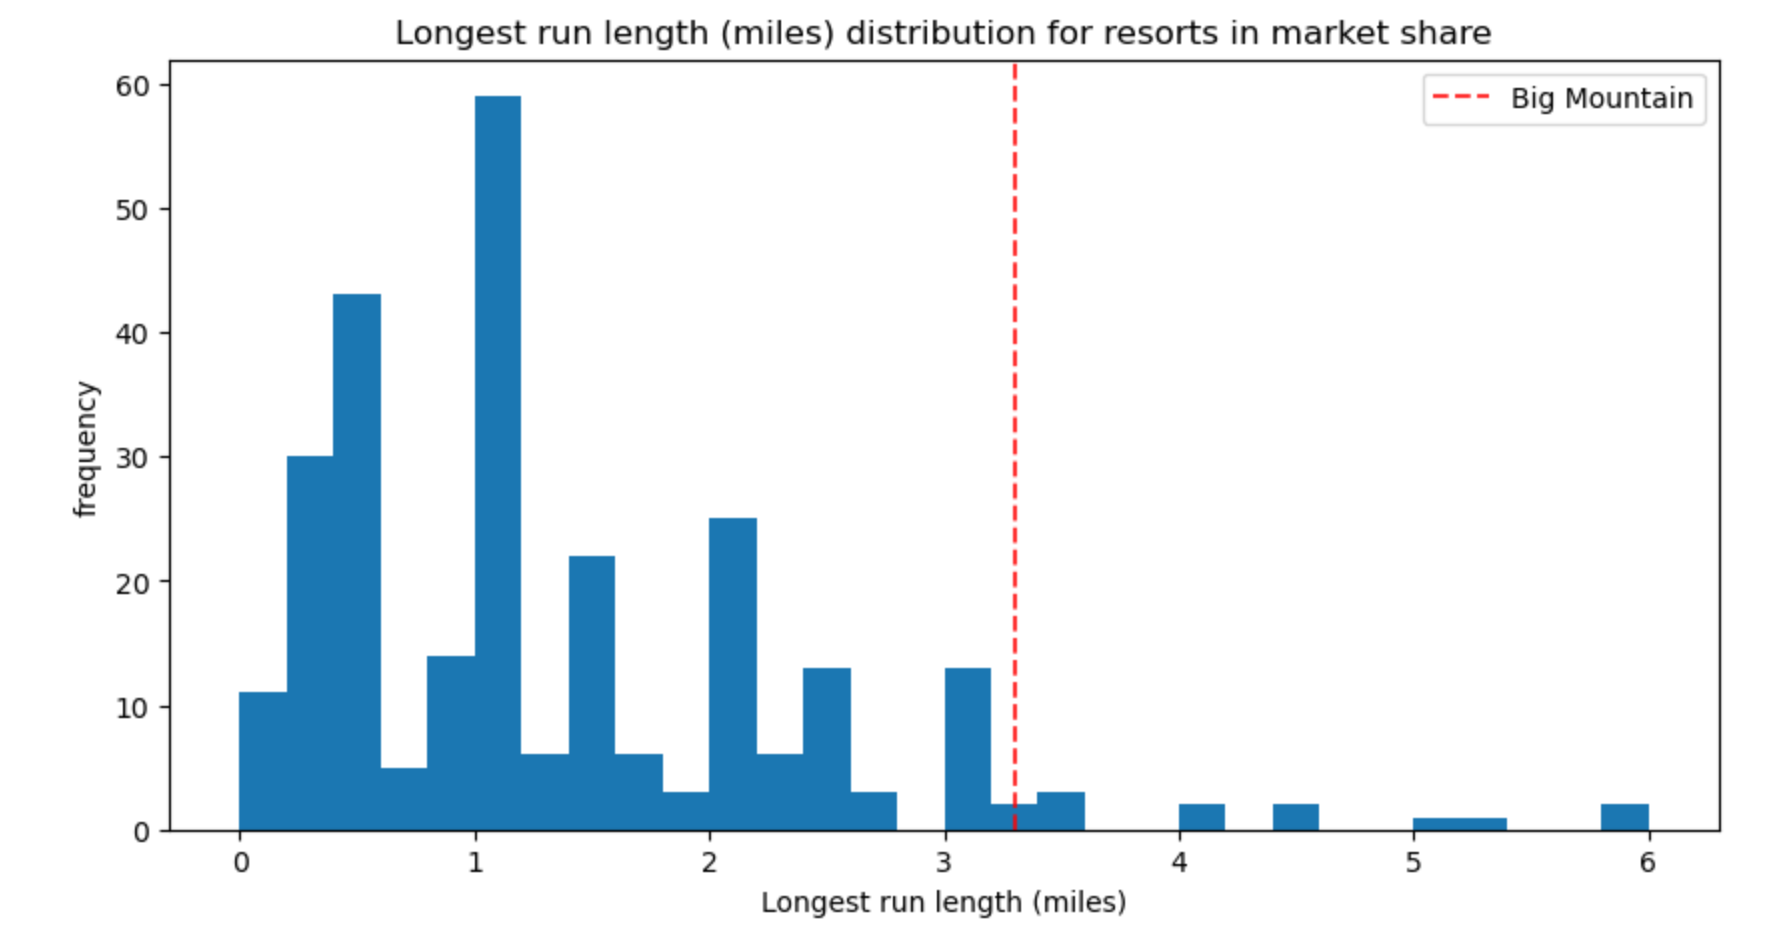 Longest run length (miles) distribution for resorts in market share
Big Mountain
frequency
60
50
40
30
20
10
0
0 1 2 3 4 5 6
Longest run length (miles)